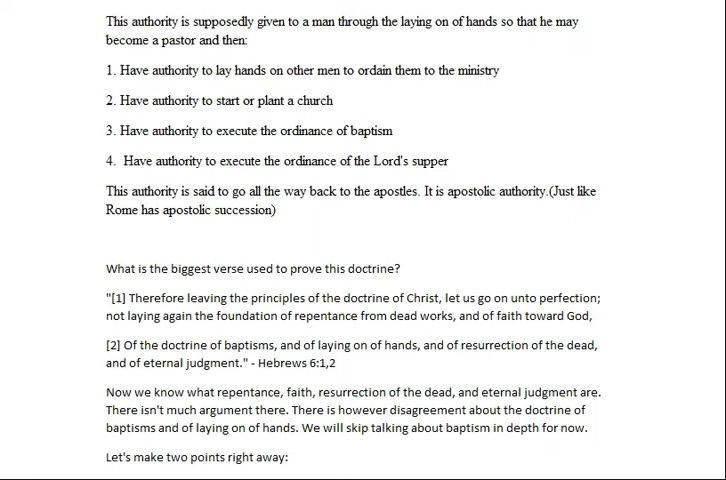 This authority is supposedly given to a man through the laying on of hands so that he may
become a pastor and then:
1. Have authority to lay hands on other men to ordain them to the ministry
2. Have authority to start or plant a church
3. Have authority to execute the ordinance of baptism
4.  Have authority to execute the ordinance of the Lord's supper
This authority is said to go all the way back to the apostles. It is apostolic authority.(Just like
Rome has apostolic succession)
What is the biggest verse used to prove this doctrine?
"[1] Therefore leaving the principles of the doctrine of Christ, let us go on unto perfection;
not laying again the foundation of repentance from dead works, and of faith toward God,
[2] Of the doctrine of baptisms, and of laying on of hands, and of resurrection of the dead,
and of eternal judgment." - Hebrews 6:1,2
Now we know what repentance, faith, resurrection of the dead, and eternal judgment are.
There isn't much argument there. There is however disagreement about the doctrine of
baptisms and of laying on of hands. We will skip talking about baptism in depth for now.
Let's make two points right away: